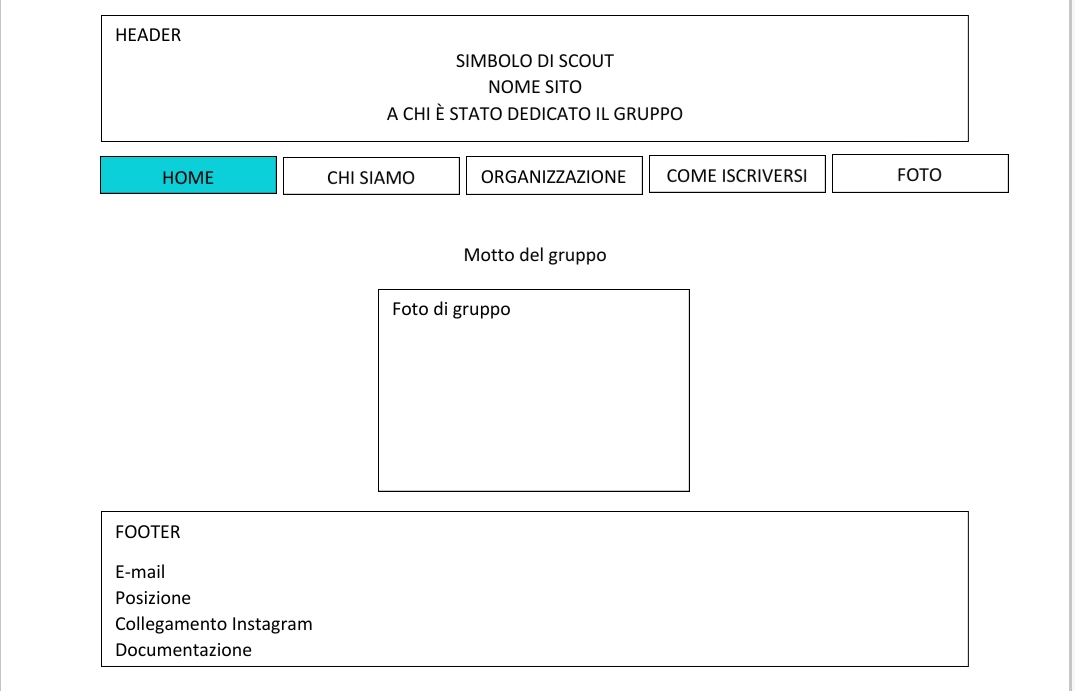 HEADER
SIMBOLO DI SCOUT
NOME SITO
A CHI È STATO DEDICATO IL GRUPPO
HOME
CHI SIAMO
ORGANIZZAZIONE
COME ISCRIVERSI
FOTO
Motto del gruppo
Foto di gruppo
FOOTER
E-mail
Posizione
Collegamento Instagram
Documentazione